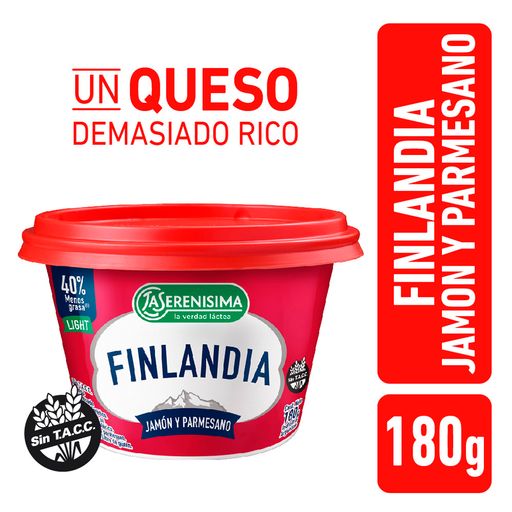 UN QUESO
DEMASIADO RICO
40%
Menos
grasa
LIGHT
LA SERENISIMA
la verdad láctea
FINLANDIA
JAMÓN Y PARMESANO
Sin T.A.C.C.
Sin T.A.C.C.
FINLANDIA
JAMON Y PARMESANO
180g